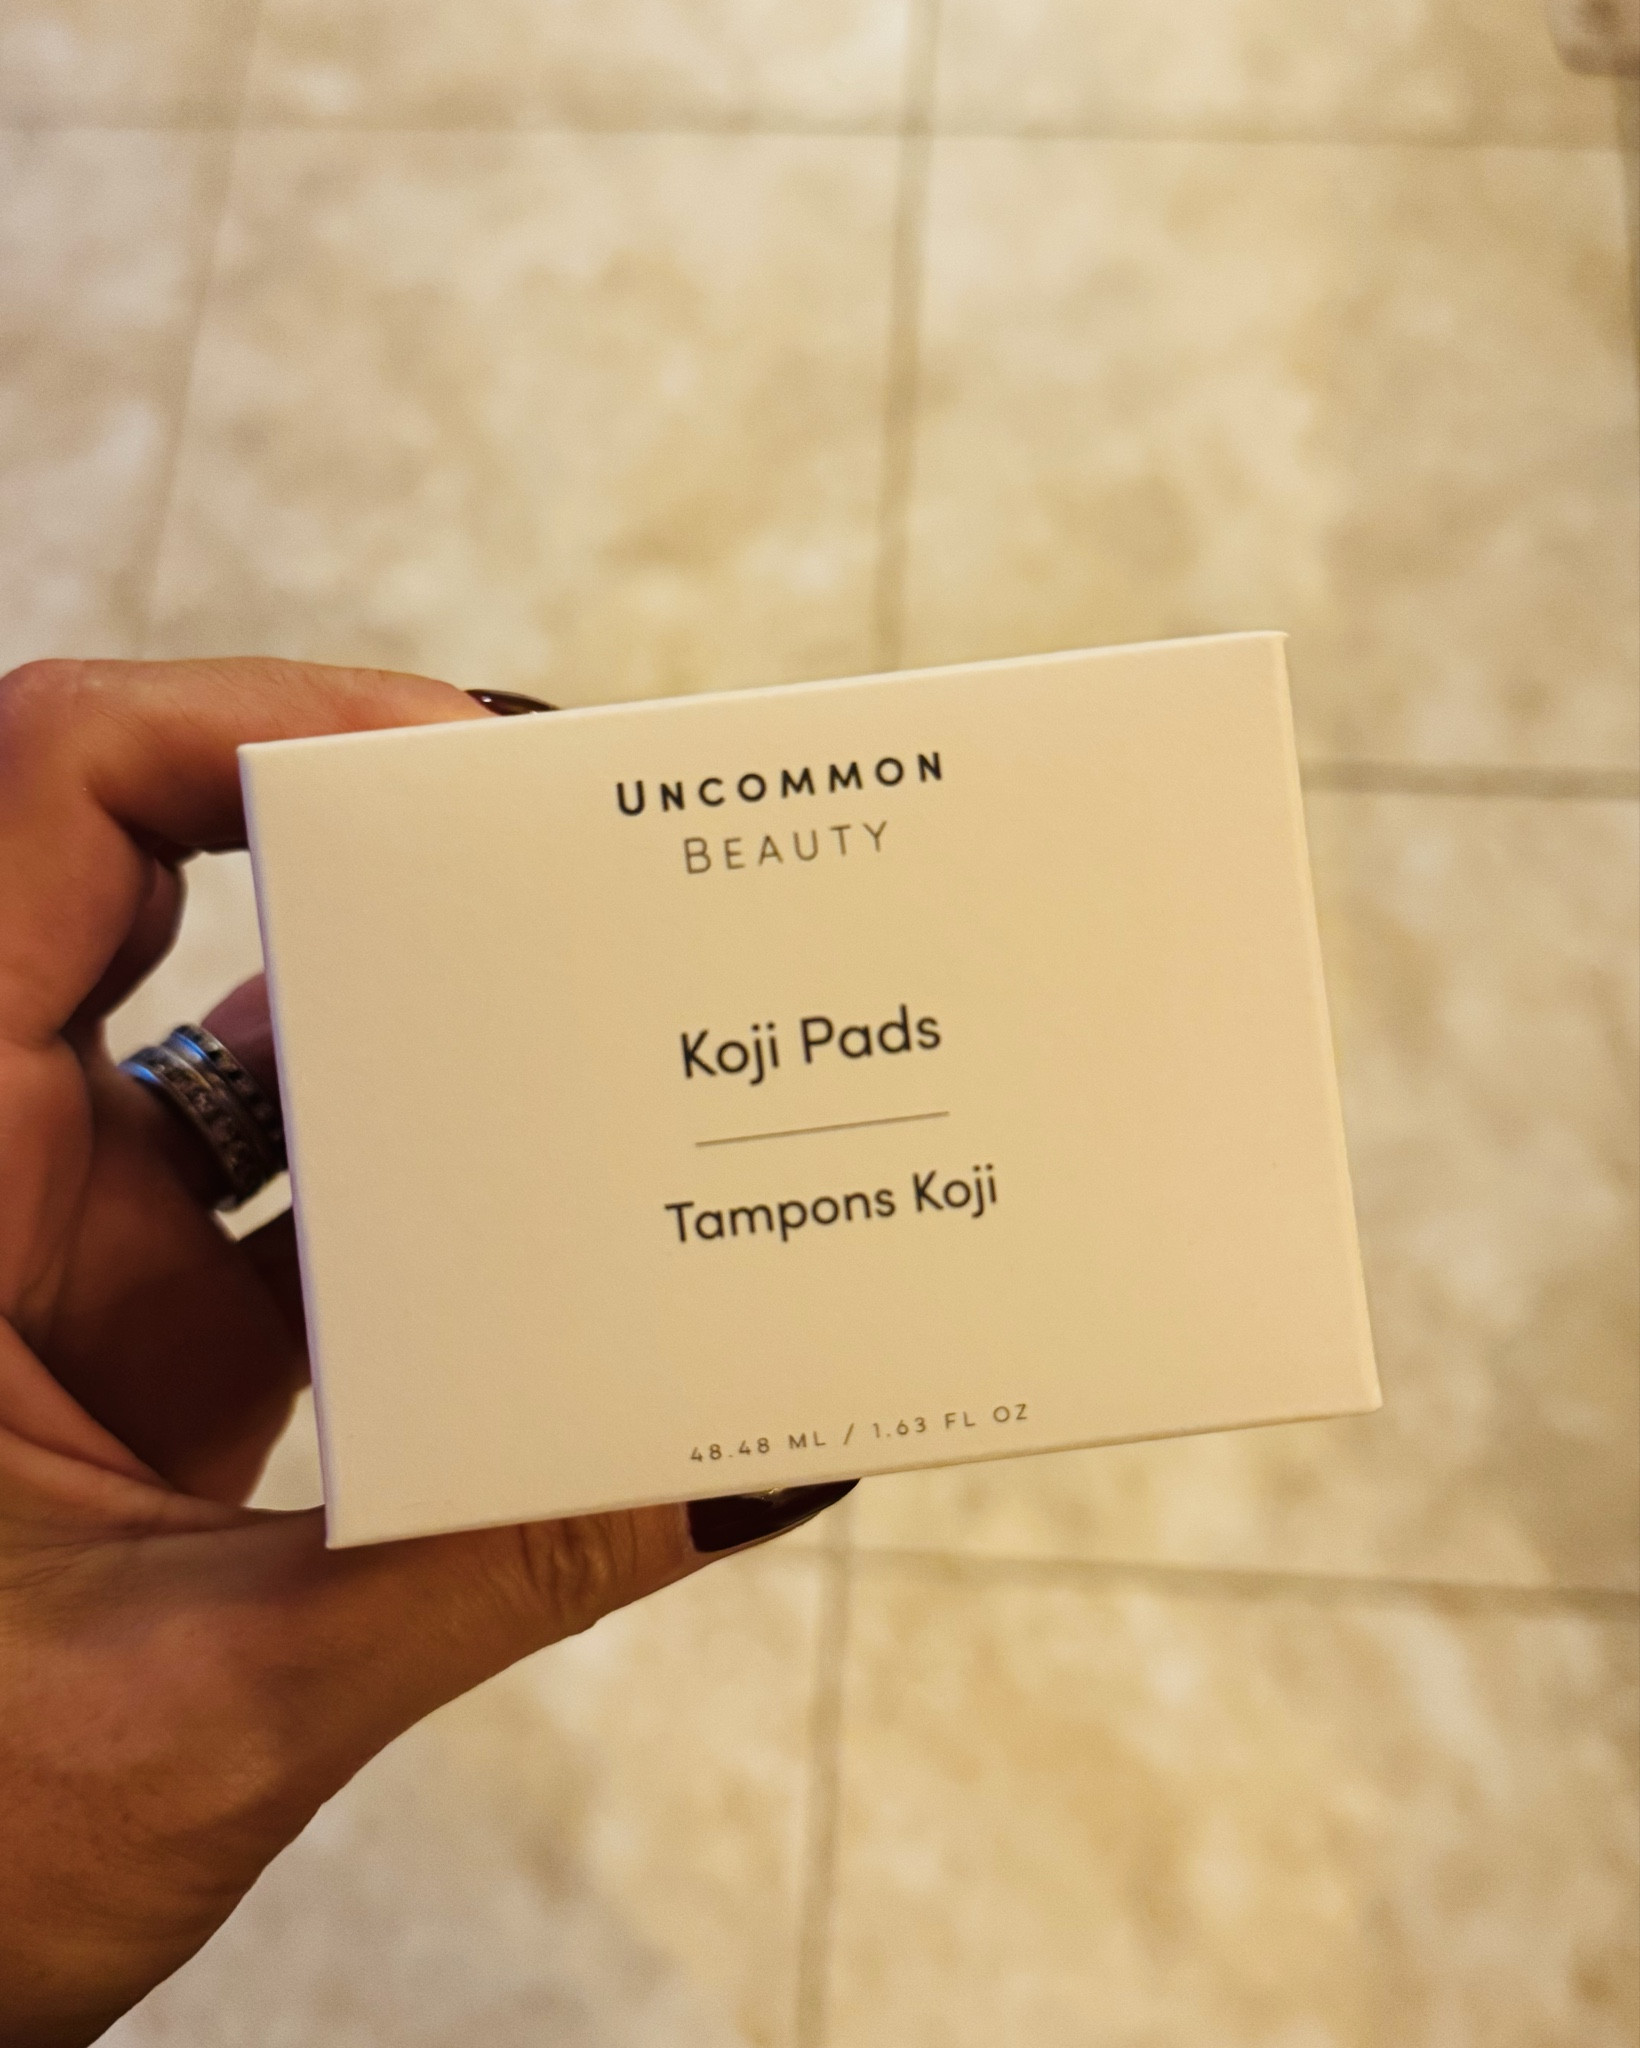 UNCOMMON
BEAUTY
Koji Pads
Tampons Koji
48.48 ML / 1.63 FL OZ